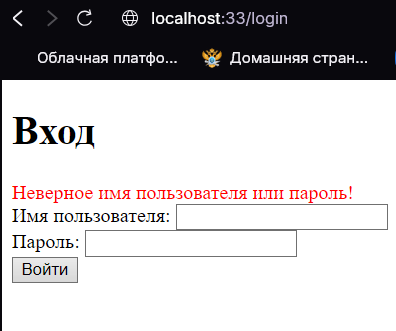 localhost:33/login
Облачная платфо... Домашняя стран...
Вход
Неверное имя пользователя или пароль!
Имя пользователя:
Пароль:
Войти